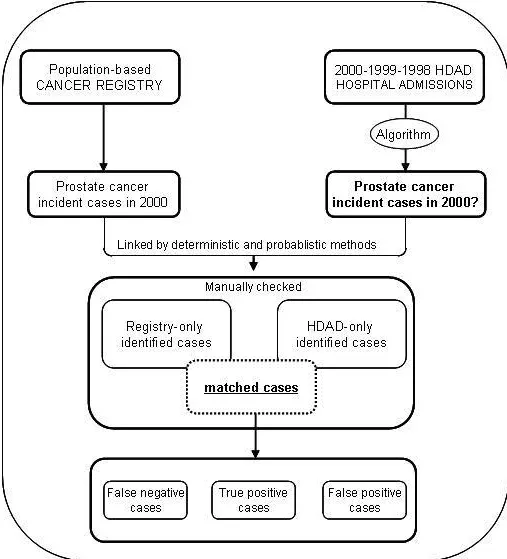 Population-based
CANCER REGISTRY
2000-1999-1998 HDAD
HOSPITAL ADMISSIONS
Algorithm
Prostate cancer
incident cases in 2000
Prostate cancer
incident cases in 2000?
Linked by deterministic and probablistic methods
Manually checked
Registry-only
identified cases
HDAD-only
identified cases
matched cases
False negative
cases
True positive
cases
False positive
cases